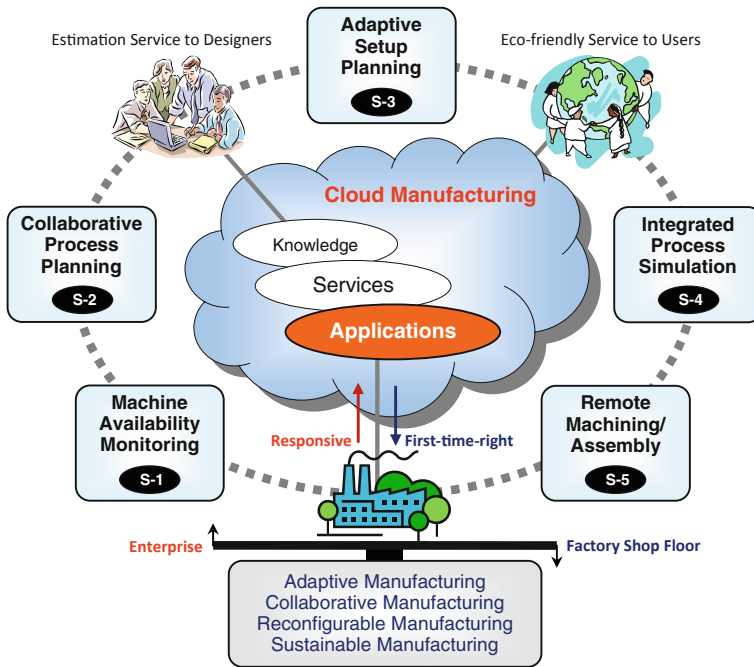 Estimation Service to Designers
Adaptive
Setup
Planning
S-3
Eco-friendly Service to Users
Cloud Manufacturing
Knowledge
Services
Applications
Collaborative
Process
Planning
S-2
Integrated
Process
Simulation
S-4
Machine
Availability
Monitoring
S-1
Responsive
First-time-right
Remote
Machining/
Assembly
S-5
Enterprise
Factory Shop Floor
Adaptive Manufacturing
Collaborative Manufacturing
Reconfigurable Manufacturing
Sustainable Manufacturing